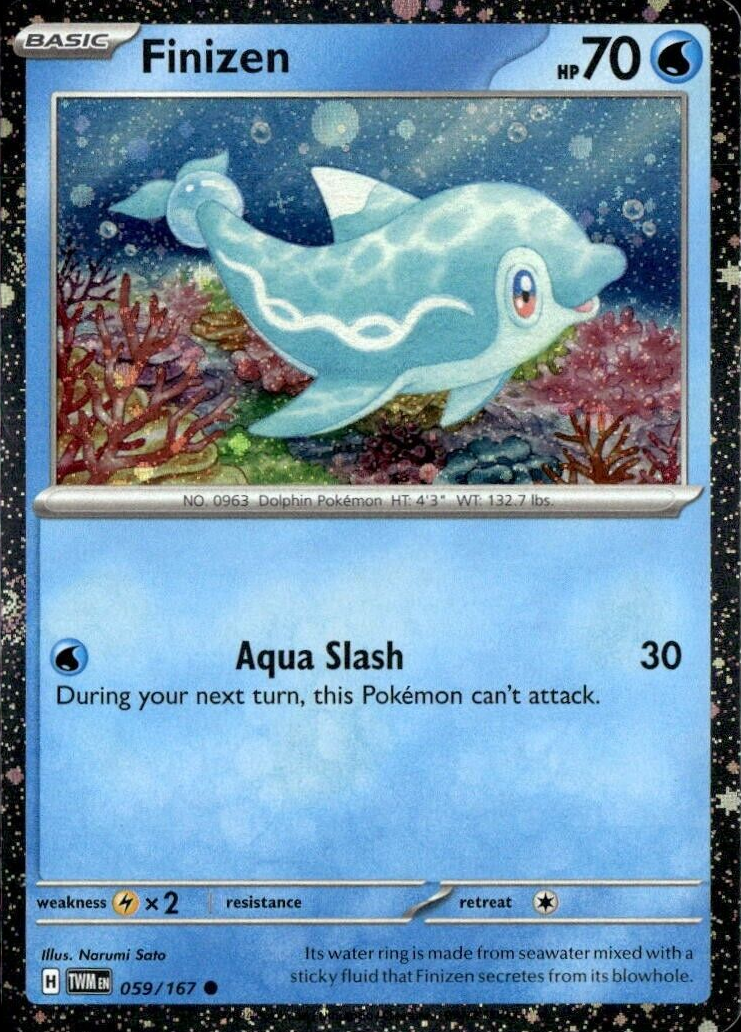 BASIC
Finizen
HP 70
NO. 0963 Dolphin Pokémon HT: 4'3" WT: 132.7 lbs.
Aqua Slash 30
During your next turn, this Pokémon can't attack.
weakness ×2 resistance retreat
Illus. Narumi Sato
Its water ring is made from seawater mixed with a
sticky fluid that Finizen secretes from its blowhole.
H TWM EN 059/167